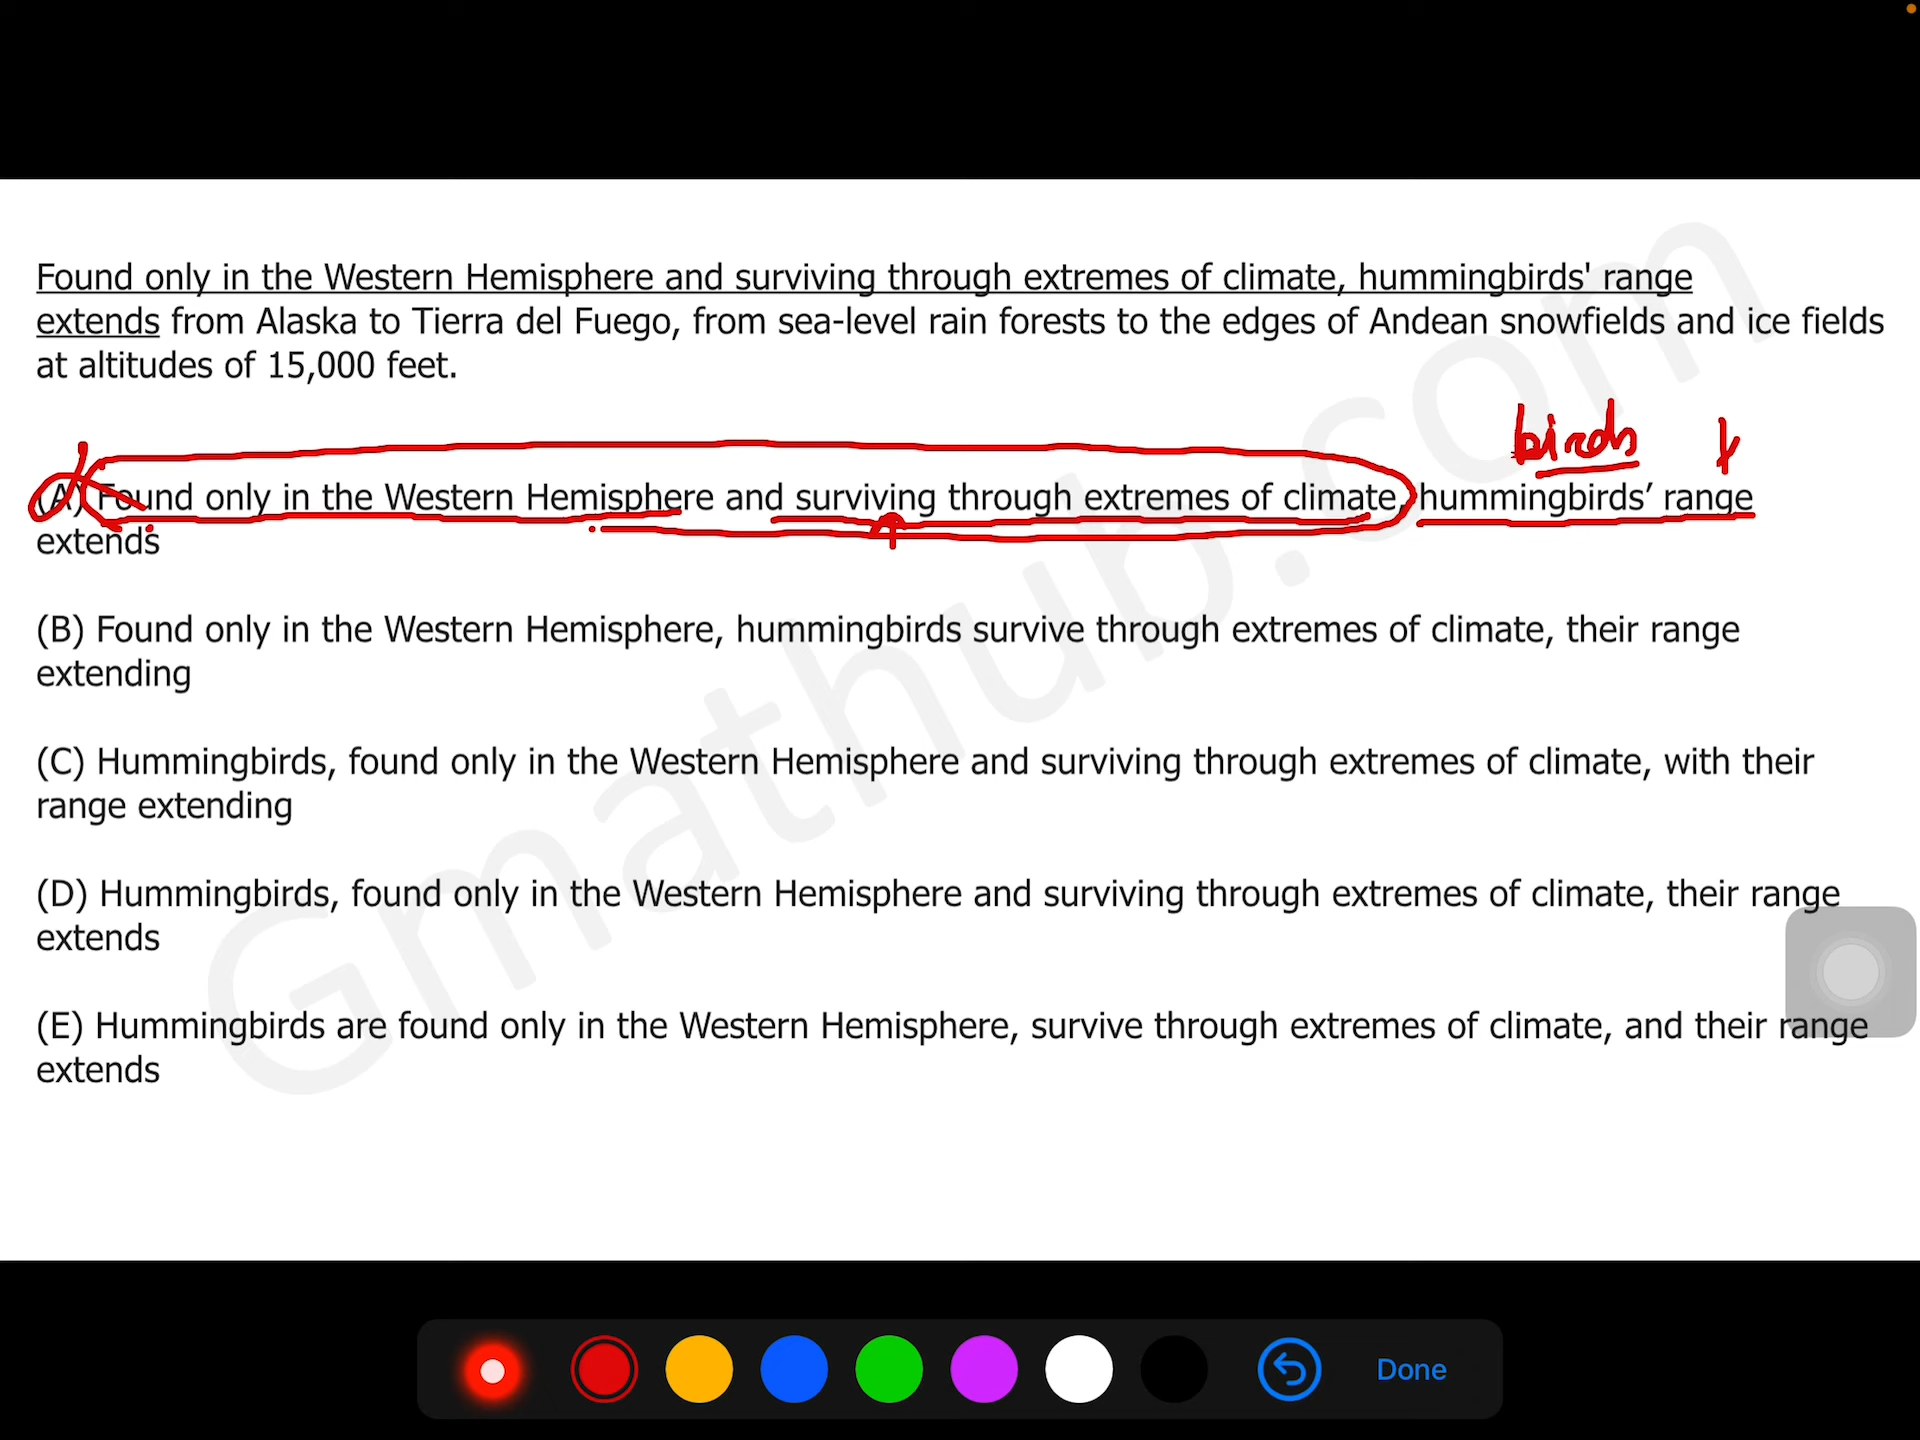 Found only in the Western Hemisphere and surviving through extremes of climate, hummingbirds' range
extends from Alaska to Tierra del Fuego, from sea-level rain forests to the edges of Andean snowfields and ice fields
at altitudes of 15,000 feet.
birds
(A) Found only in the Western Hemisphere and surviving through extremes of climate, hummingbirds’ range
extends
(B) Found only in the Western Hemisphere, hummingbirds survive through extremes of climate, their range
extending
(C) Hummingbirds, found only in the Western Hemisphere and surviving through extremes of climate, with their
range extending
(D) Hummingbirds, found only in the Western Hemisphere and surviving through extremes of climate, their range
extends
(E) Hummingbirds are found only in the Western Hemisphere, survive through extremes of climate, and their range
extends
Gmathub.com
Done